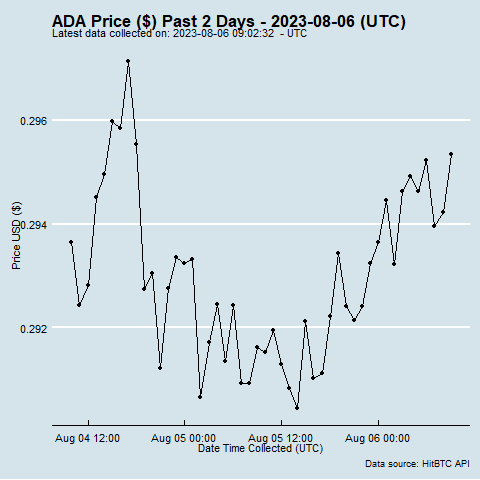 ADA Price ($) Past 2 Days - 2023-08-06 (UTC)
Latest data collected on: 2023-08-06 09:02:32 - UTC
0.296
0.294
0.292
Price USD ($)
Aug 04 12:00 Aug 05 00:00 Aug 05 12:00 Aug 06 00:00
Date Time Collected (UTC)
Data source: HitBTC API